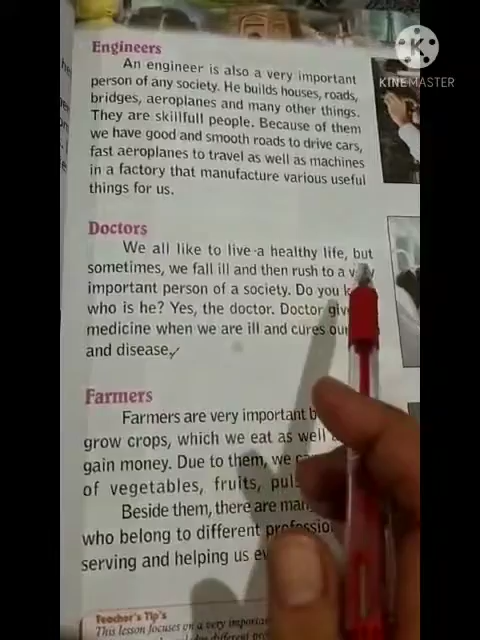 KINEMASTER
Engineers
An engineer is also a very important
person of any society. He builds houses, roads,
bridges, aeroplanes and many other things.
They are skillfull people. Because of them
we have good and smooth roads to drive cars,
fast aeroplanes to travel as well as machines
in a factory that manufacture various useful
things for us.
Doctors
We all like to live a healthy life, but
sometimes, we fall ill and then rush to a
important person of a society. Do you
who is he? Yes, the doctor. Doctor
medicine when we are ill and cures
and disease.
Farmers
Farmers are very important
grow crops, which we eat as well
gain money. Due to them, we
of vegetables, fruits,
Beside them, there are
who belong to different
serving and helping us
Teacher's Tip's
This lesson focuses on a very